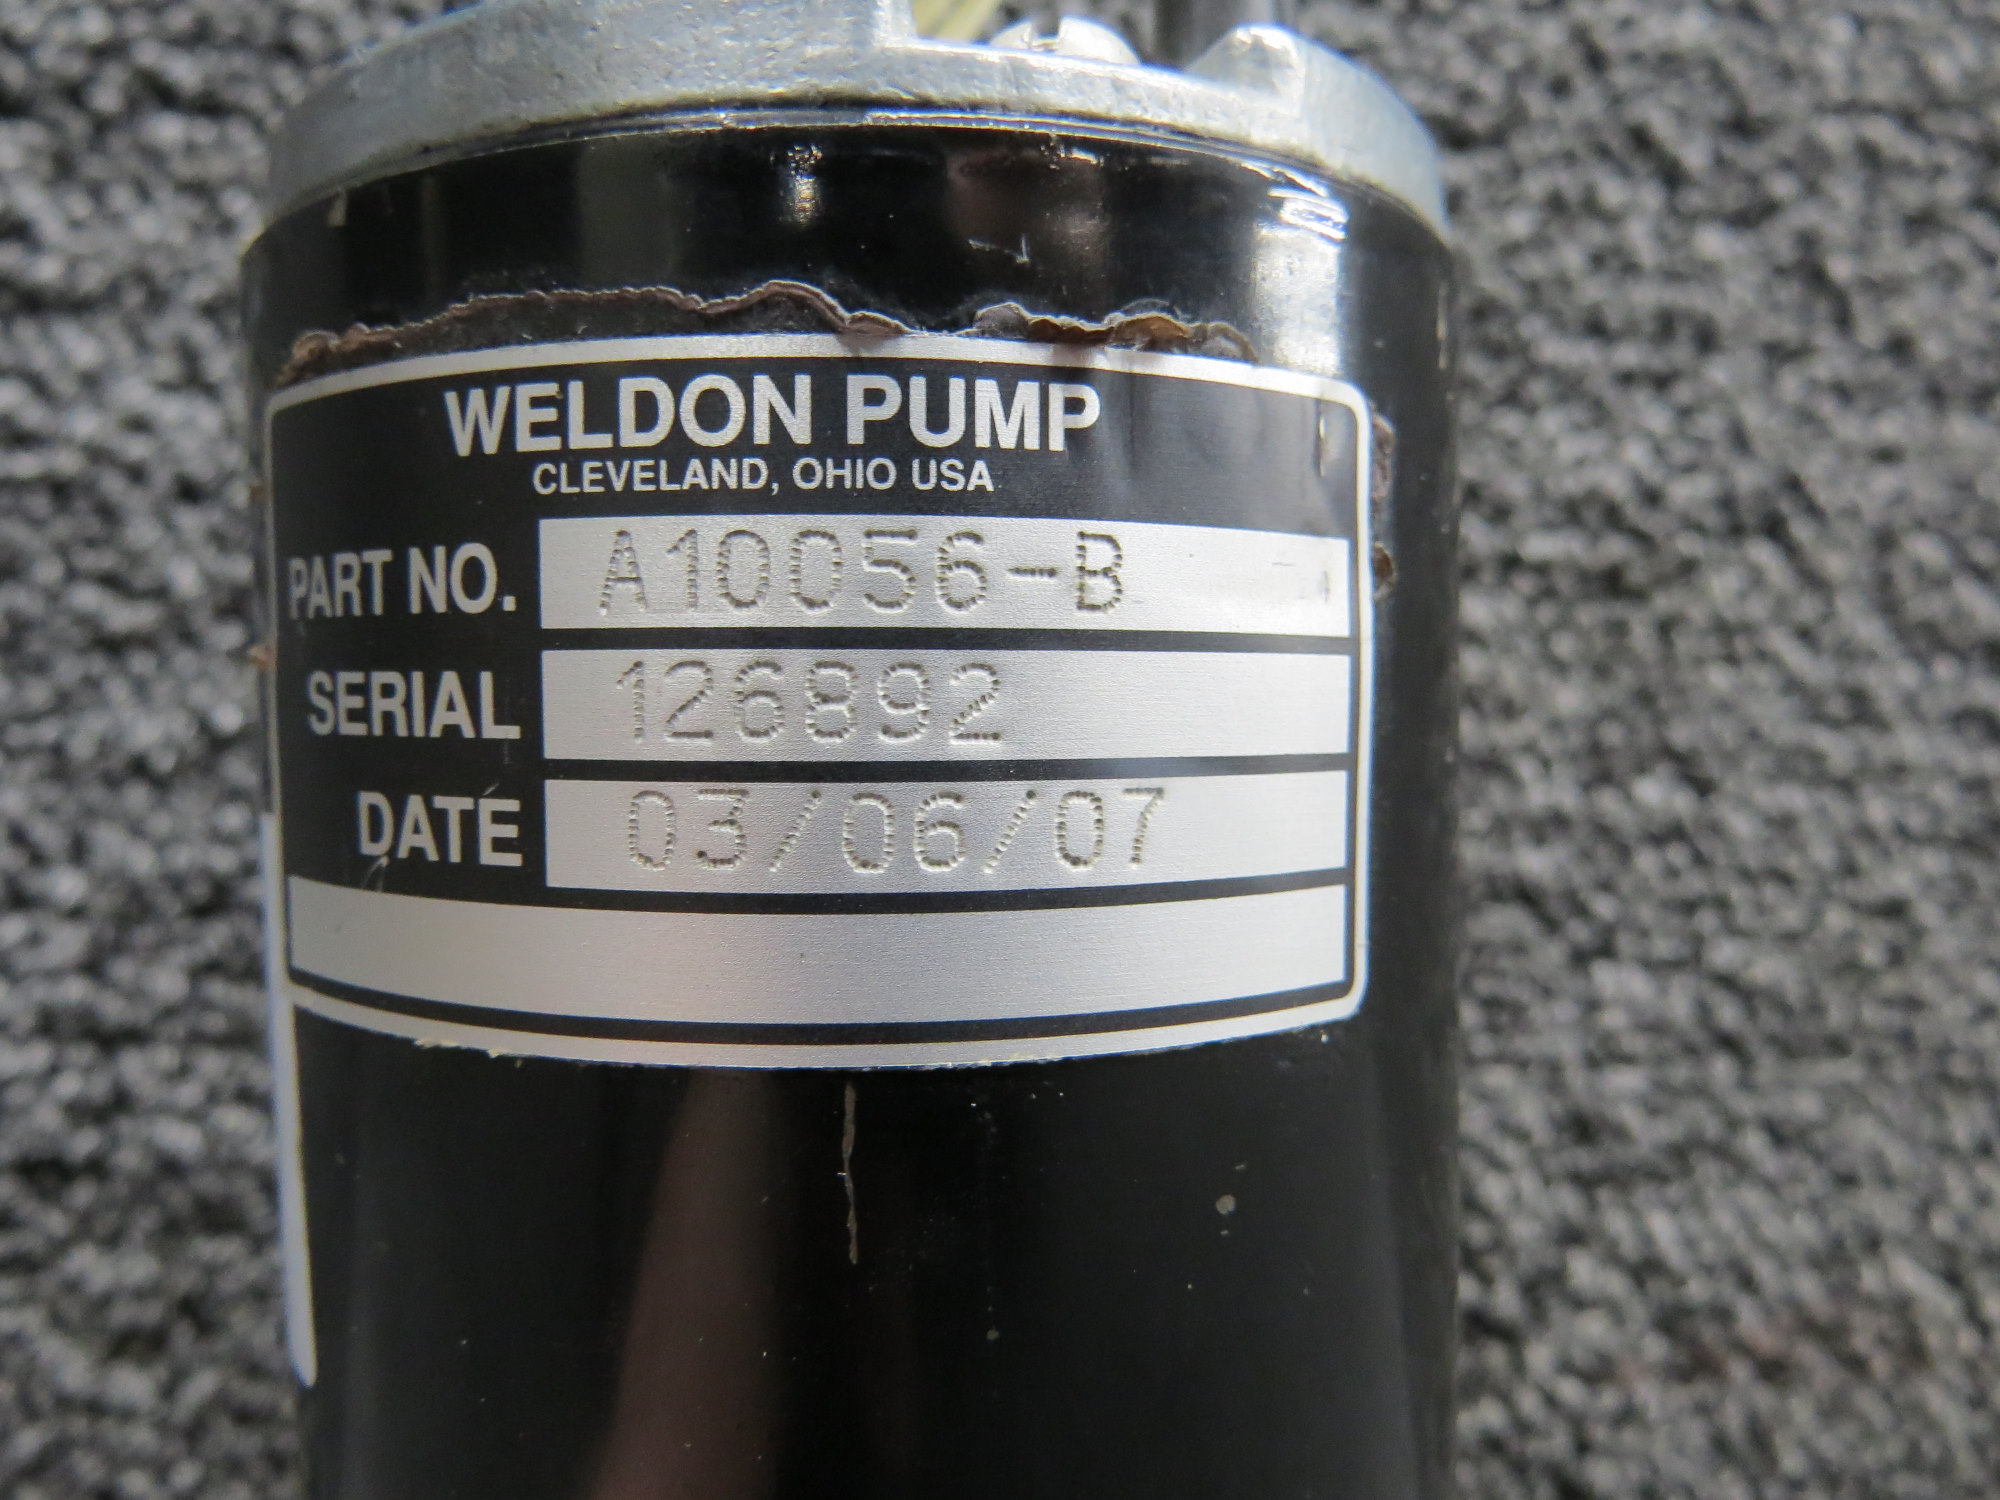 WELDON PUMP
CLEVELAND, OHIO USA
PART NO. A10056-B
SERIAL 126892
DATE 03/06/07